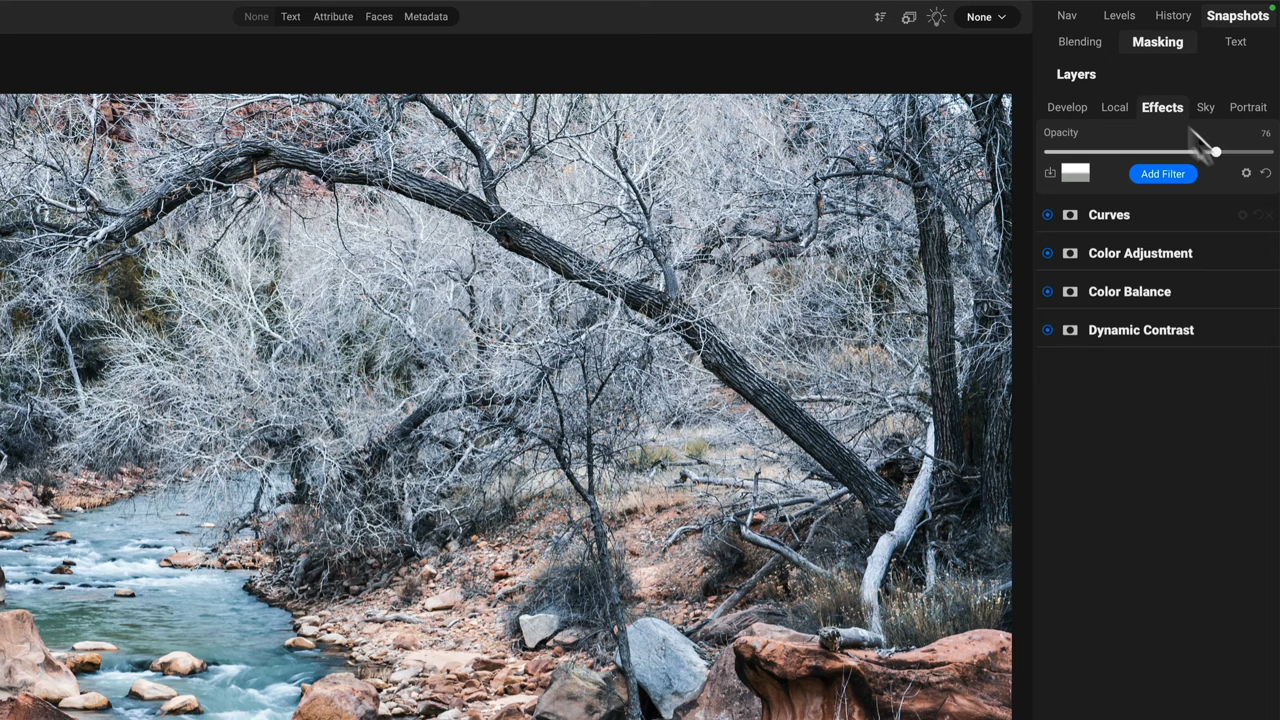 None Text Attribute Faces Metadata
None
Nav Levels History Snapshots
Blending Masking Text
Layers
Develop Local Effects Sky Portrait
Opacity 76
Add Filter
Curves
Color Adjustment
Color Balance
Dynamic Contrast